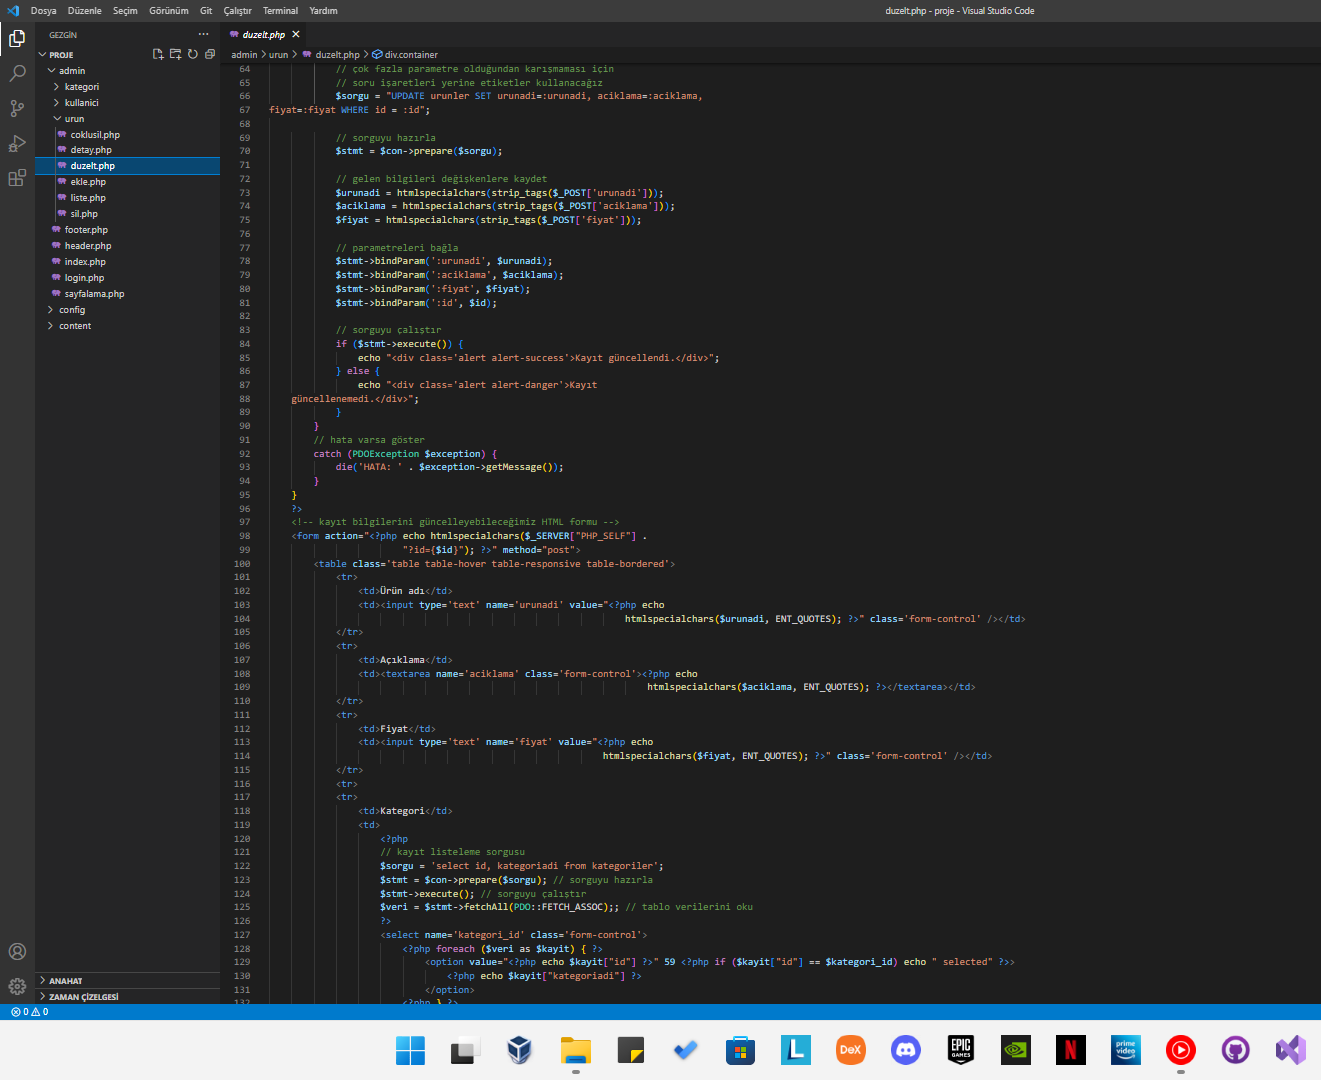 Dosya Düzenle Seçim Görünüm Git Çalıştır Terminal Yardım
duzelt.php - proje - Visual Studio Code
GEZGİN
PROJE
admin
kategori
kullanici
urun
coklusil.php
detay.php
duzelt.php
ekle.php
liste.php
sil.php
footer.php
header.php
index.php
login.php
sayfalama.php
config
content
ANAHAT
ZAMAN ÇİZELGESİ
duzelt.php
admin > urun > duzelt.php > div.container
64 // çok fazla parametre olduğundan karışmaması için
65 // soru işaretleri yerine etiketler kullanacağız
66 $sorgu = "UPDATE urunler SET urunadi=:urunadi, aciklama=:aciklama,
67 fiyat=:fiyat WHERE id = :id";
68
69 // sorguyu hazırla
70 $stmt = $con->prepare($sorgu);
71
72 // gelen bilgileri değişkenlere kaydet
73 $urunadi = htmlspecialchars(strip_tags($_POST['urunadi']));
74 $aciklama = htmlspecialchars(strip_tags($_POST['aciklama']));
75 $fiyat = htmlspecialchars(strip_tags($_POST['fiyat']));
76
77 // parametreleri bağla
78 $stmt->bindParam(':urunadi', $urunadi);
79 $stmt->bindParam(':aciklama', $aciklama);
80 $stmt->bindParam(':fiyat', $fiyat);
81 $stmt->bindParam(':id', $id);
82
83 // sorguyu çalıştır
84 if ($stmt->execute()) {
85 echo "<div class='alert alert-success'>Kayıt güncellendi.</div>";
86 } else {
87 echo "<div class='alert alert-danger'>Kayıt
88 güncellenemedi.</div>";
89 }
90 }
91 // hata varsa göster
92 catch (PDOException $exception) {
93 die('HATA: ' . $exception->getMessage());
94 }
95 }
96 ?>
97 <!-- kayıt bilgilerini güncelleyebileceğimiz HTML formu -->
98 <form action="<?php echo htmlspecialchars($_SERVER["PHP_SELF"] .
99 "?id={$id}"); ?>" method="post">
100 <table class='table table-hover table-responsive table-bordered'>
101 <tr>
102 <td>Ürün adı</td>
103 <td><input type='text' name='urunadi' value="<?php echo
104 htmlspecialchars($urunadi, ENT_QUOTES); ?>" class='form-control' /></td>
105 </tr>
106 <tr>
107 <td>Açıklama</td>
108 <td><textarea name='aciklama' class='form-control'><?php echo
109 htmlspecialchars($aciklama, ENT_QUOTES); ?></textarea></td>
110 </tr>
111 <tr>
112 <td>Fiyat</td>
113 <td><input type='text' name='fiyat' value="<?php echo
114 htmlspecialchars($fiyat, ENT_QUOTES); ?>" class='form-control' /></td>
115 </tr>
116 <tr>
117 <tr>
118 <td>Kategori</td>
119 <td>
120 <?php
121 // kayıt listeleme sorgusu
122 $sorgu = 'select id, kategoriadi from kategoriler';
123 $stmt = $con->prepare($sorgu); // sorguyu hazırla
124 $stmt->execute(); // sorguyu çalıştır
125 $veri = $stmt->fetchAll(PDO::FETCH_ASSOC);; // tablo verilerini oku
126 ?>
127 <select name='kategori_id' class='form-control'>
128 <?php foreach ($veri as $kayit) { ?>
129 <option value="<?php echo $kayit["id"] ?>" 59 <?php if ($kayit["id"] == $kategori_id) echo " selected" ?>>
130 <?php echo $kayit["kategoriadi"] ?>
131 </option>
132 <?php } ?>
0 0
L
DeX
EPIC GAMES
N
prime video